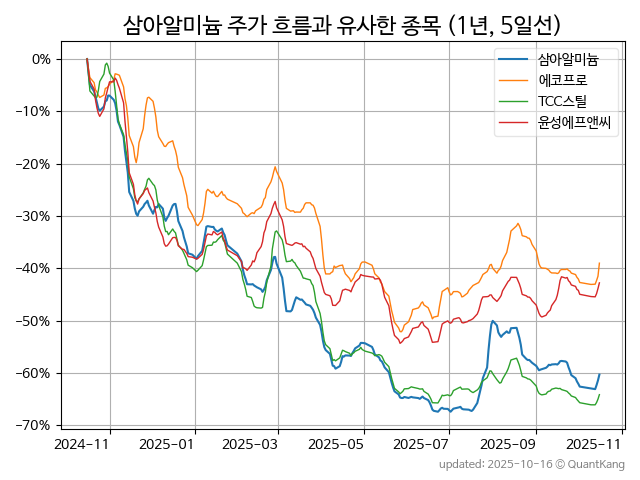 삼아알미늄 주가 흐름과 유사한 종목 (1년, 5일선)
삼아알미늄
에코프로
TCC스틸
윤성에프앤씨
0%
−10%
−20%
−30%
−40%
−50%
−60%
−70%
2024-11
2025-01
2025-03
2025-05
2025-07
2025-09
2025-11
updated: 2025-10-16 © QuantKang